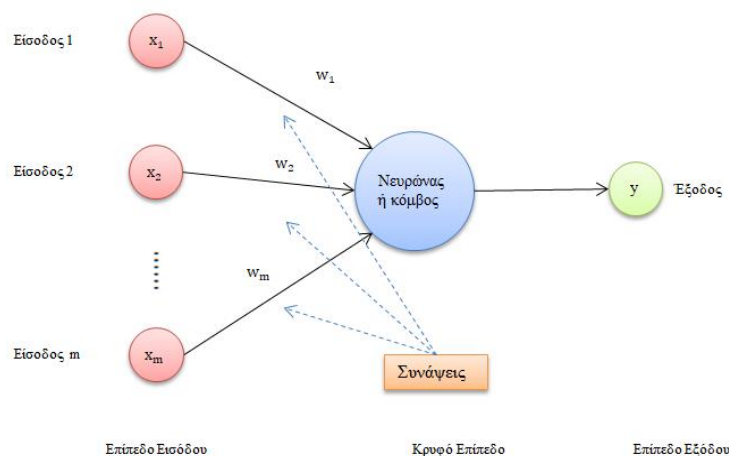 Είσοδος 1
x₁
w₁
Είσοδος 2
x₂
w₂
Νευρώνας
ή κόμβος
y
Έξοδος
wₘ
Είσοδος m
xₘ
Συνάψεις
Επίπεδο Εισόδου
Κρυφό Επίπεδο
Επίπεδο Εξόδου